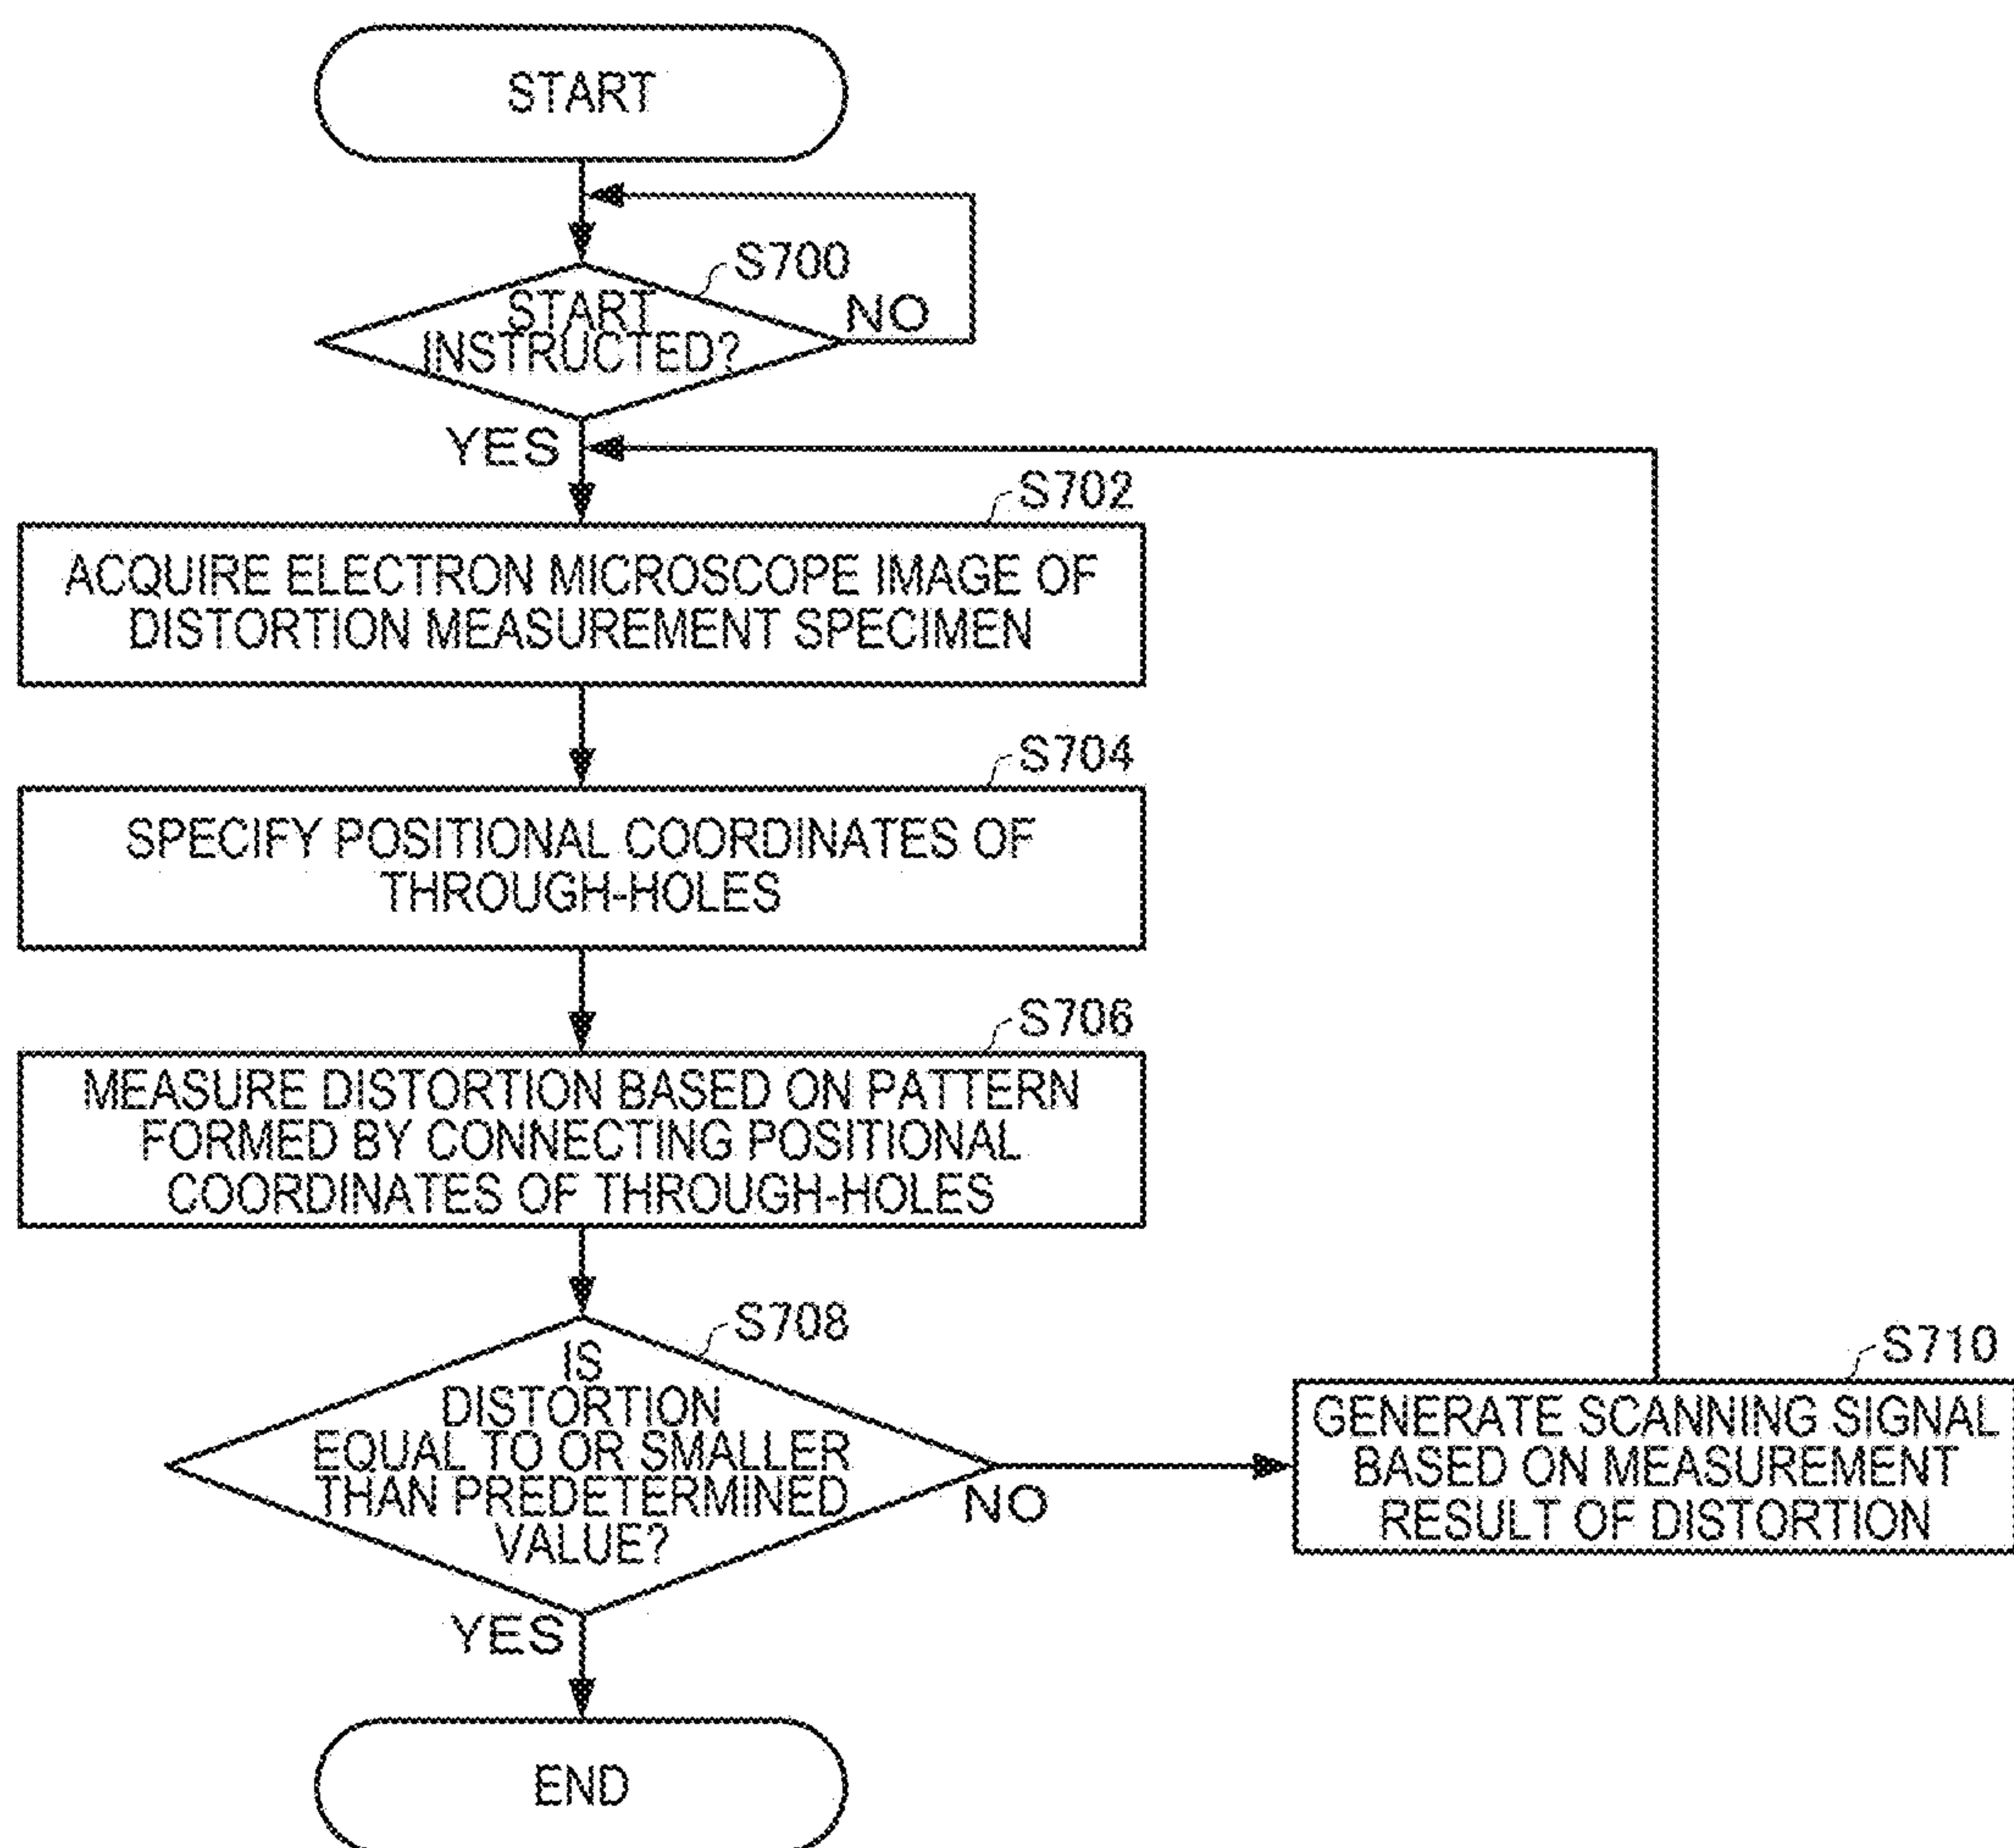 START
S700
START
INSTRUCTED?
NO
YES
S702
ACQUIRE ELECTRON MICROSCOPE IMAGE OF
DISTORTION MEASUREMENT SPECIMEN
S704
SPECIFY POSITIONAL COORDINATES OF
THROUGH-HOLES
S706
MEASURE DISTORTION BASED ON PATTERN
FORMED BY CONNECTING POSITIONAL
COORDINATES OF THROUGH-HOLES
S708
IS
DISTORTION
EQUAL TO OR SMALLER
THAN PREDETERMINED
VALUE?
NO
S710
GENERATE SCANNING SIGNAL
BASED ON MEASUREMENT
RESULT OF DISTORTION
YES
END